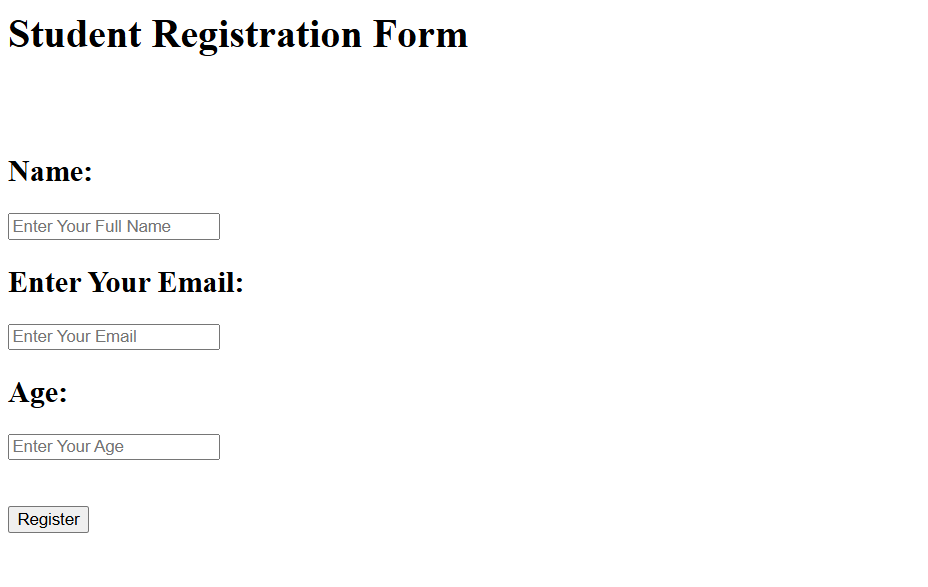 Student Registration Form
Name:
Enter Your Full Name
Enter Your Email:
Enter Your Email
Age:
Enter Your Age
Register